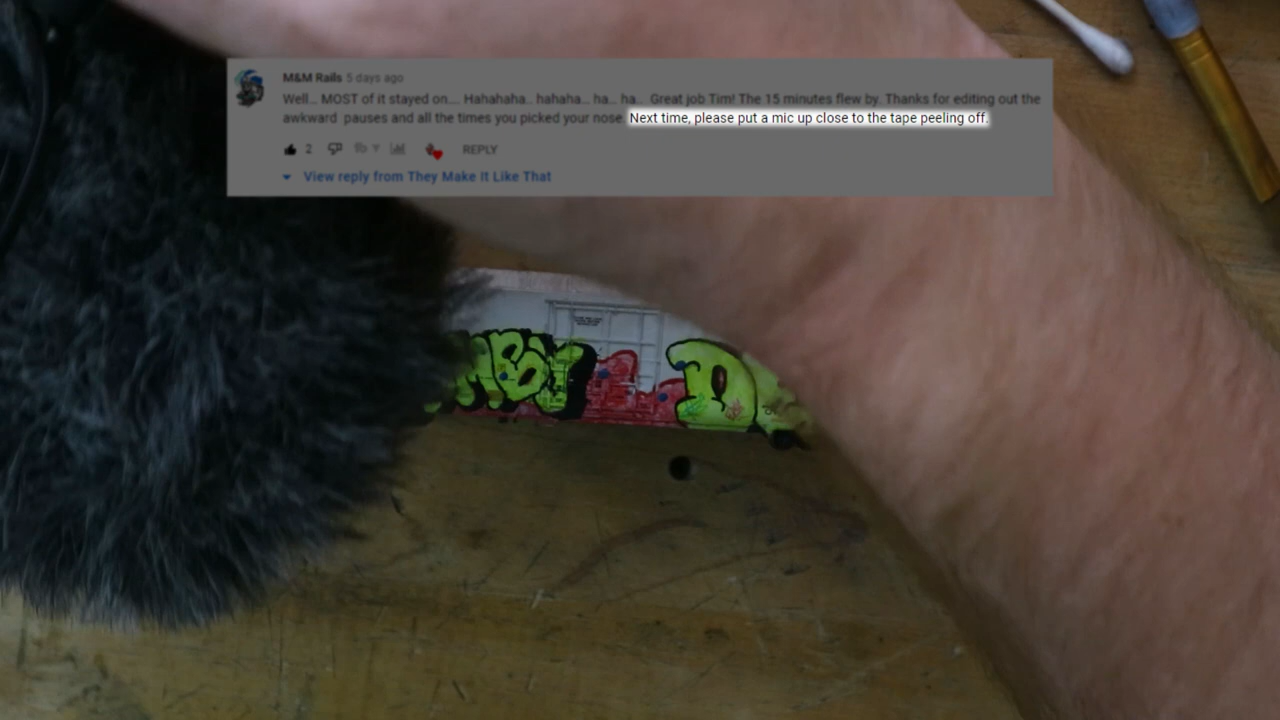 M&M Rails 5 days ago
Well... MOST of it stayed on.... Hahahaha.. hahaha... ha... ha... Great job Tim! The 15 minutes flew by. Thanks for editing out the
awkward pauses and all the times you picked your nose. Next time, please put a mic up close to the tape peeling off.
2
REPLY
View reply from They Make It Like That
D